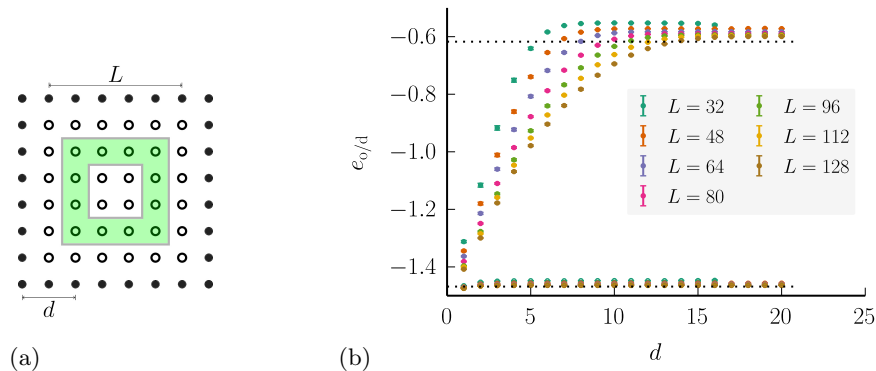 L
d
(a)
−0.6
−0.8
−1.0
−1.2
−1.4
e_{o/d}
0 5 10 15 20 25
d
L = 32
L = 48
L = 64
L = 80
L = 96
L = 112
L = 128
(b)